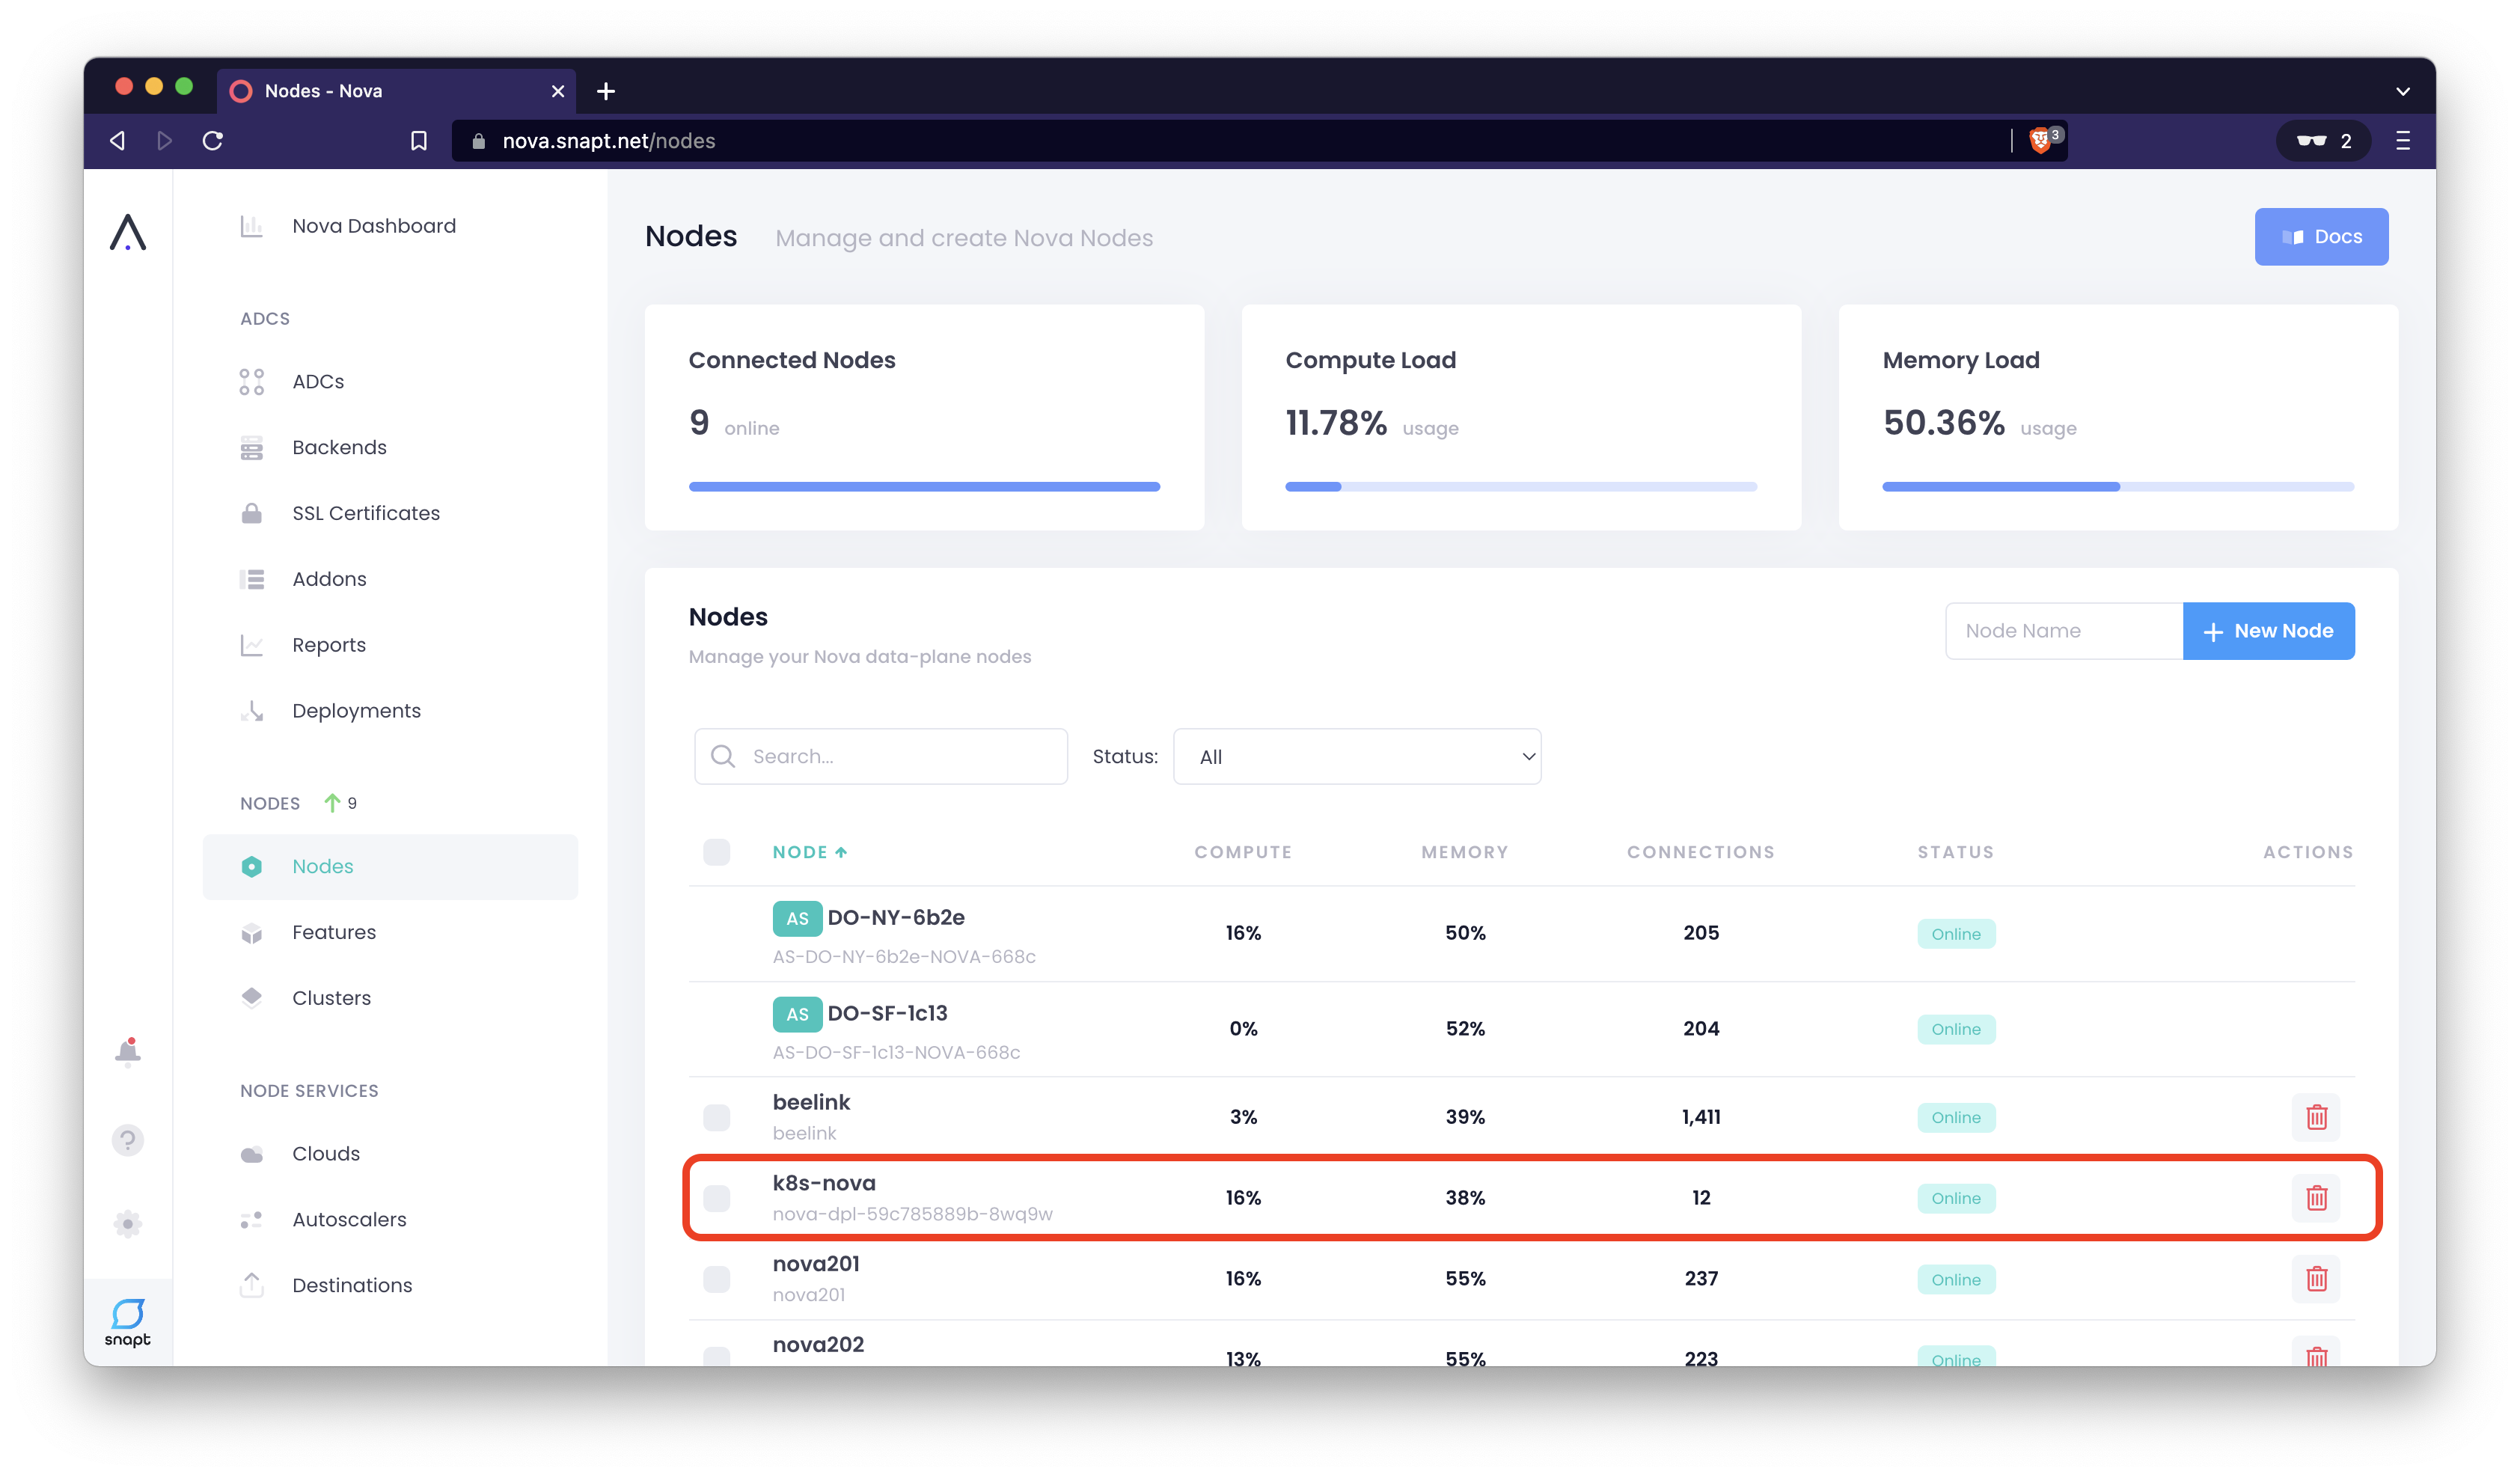 Nodes - Nova
nova.snapt.net/nodes
3
2
Nova Dashboard
ADCS
ADCs
Backends
SSL Certificates
Addons
Reports
Deployments
NODES 9
Nodes
Features
Clusters
NODE SERVICES
Clouds
Autoscalers
Destinations
snapt
Nodes Manage and create Nova Nodes
Docs
Connected Nodes
9 online
Compute Load
11.78% usage
Memory Load
50.36% usage
Nodes
Manage your Nova data-plane nodes
Node Name
New Node
Search...
Status: All
NODE COMPUTE MEMORY CONNECTIONS STATUS ACTIONS
AS DO-NY-6b2e
AS-DO-NY-6b2e-NOVA-668c
16% 50% 205 Online
AS DO-SF-1c13
AS-DO-SF-1c13-NOVA-668c
0% 52% 204 Online
beelink
beelink
3% 39% 1,411 Online
k8s-nova
nova-dpl-59c785889b-8wq9w
16% 38% 12 Online
nova201
nova201
16% 55% 237 Online
nova202
13% 55% 223 Online